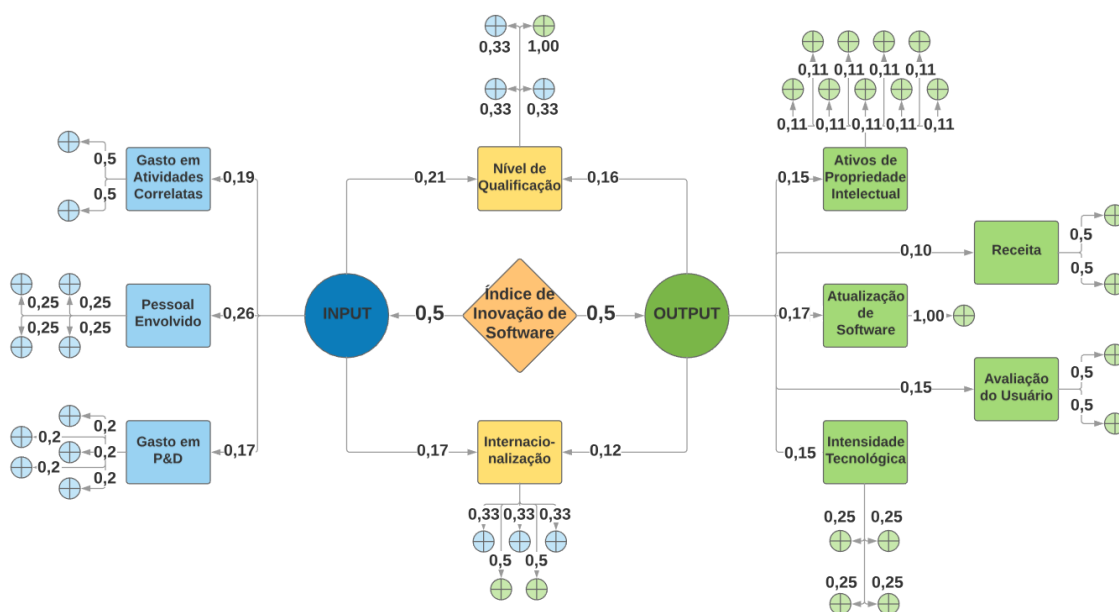 0,33
1,00
0,33
0,33
Nível de
Qualificação
0,21
0,16
0,5
0,5
Gasto em
Atividades
Correlatas
0,19
0,25
0,25
0,25
0,25
Pessoal
Envolvido
0,26
0,2
0,2
0,2
0,2
0,2
Gasto em
P&D
0,17
INPUT
0,5
Índice de
Inovação de
Software
0,5
OUTPUT
0,17
Internacio-
nalização
0,12
0,33
0,33
0,33
0,5
0,5
0,11
0,11
0,11
0,11
0,11
0,11
0,11
0,11
0,11
0,15
Ativos de
Propriedade
Intelectual
0,10
Receita
0,5
0,5
0,17
Atualização
de
Software
1,00
0,15
Avaliação
do Usuário
0,5
0,5
0,15
Intensidade
Tecnológica
0,25
0,25
0,25
0,25